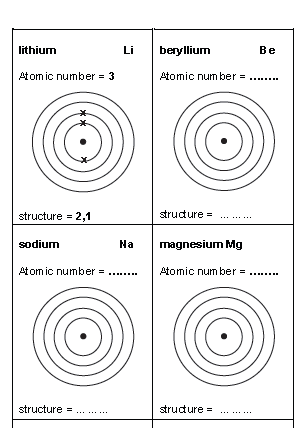 lithium Li
Atomic number = 3
x
x
x
structure = 2,1
beryllium Be
Atomic number = ........
structure = ... ... ...
sodium Na
Atomic number = ........
structure = ... ... ...
magnesium Mg
Atomic number = ........
structure = ... ... ...